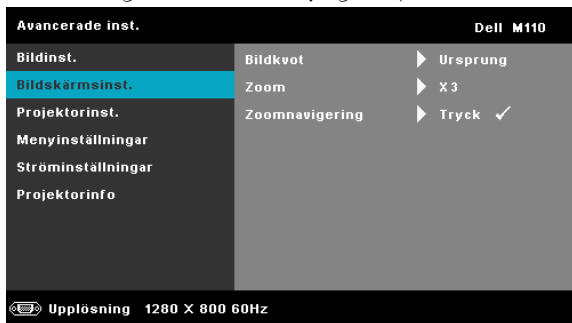 Avancerade inst. Dell M110
Bildinst.
Bildskärmsinst.
Projektorinst.
Menyinställningar
Ströminställningar
Projektorinfo
Bildkvot Ursprung
Zoom X3
Zoomnavigering Tryck ✓
Upplösning 1280 X 800 60Hz